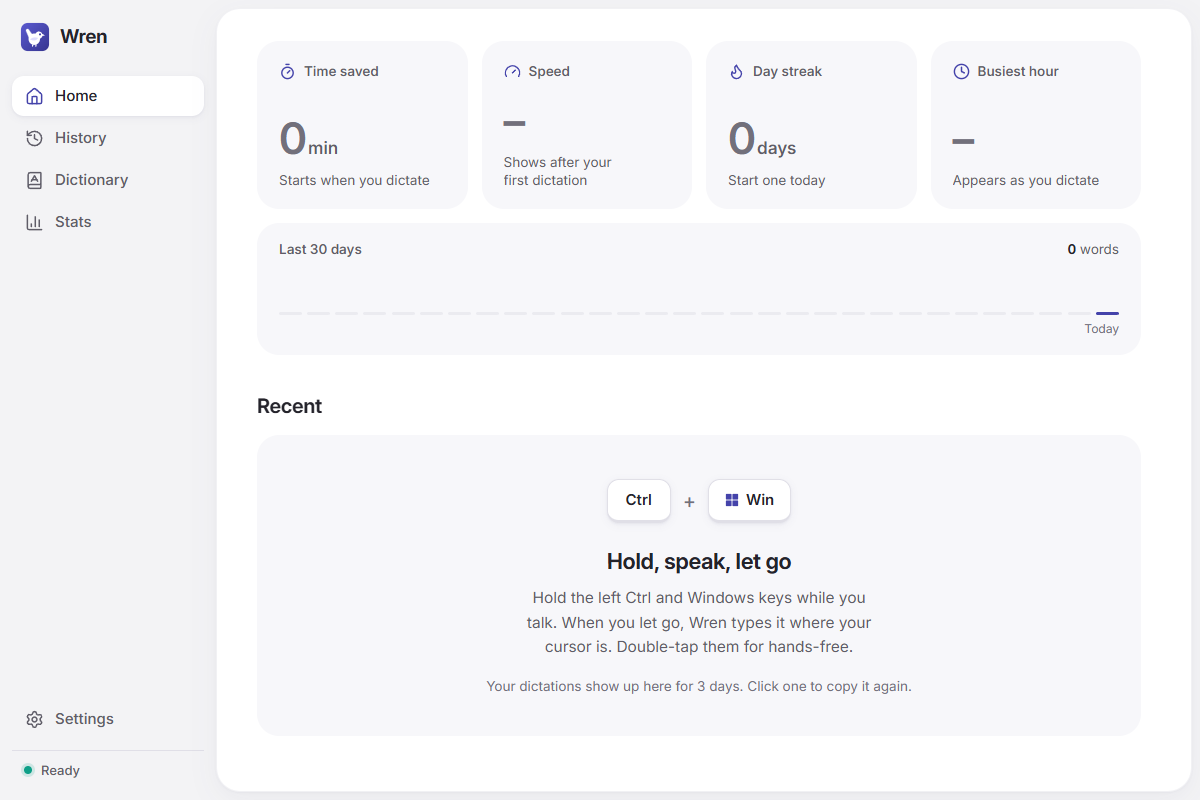 Wren
Home
History
Dictionary
Stats
Settings
Ready
Time saved
0 min
Starts when you dictate
Speed
–
Shows after your
first dictation
Day streak
0 days
Start one today
Busiest hour
–
Appears as you dictate
Last 30 days
0 words
Today
Recent
Ctrl + Win
Hold, speak, let go
Hold the left Ctrl and Windows keys while you
talk. When you let go, Wren types it where your
cursor is. Double-tap them for hands-free.
Your dictations show up here for 3 days. Click one to copy it again.